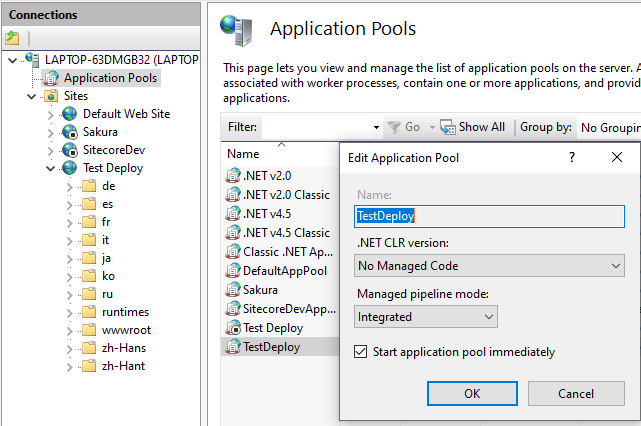 Connections
LAPTOP-63DMGB32 (LAPTOP
Application Pools
Sites
Default Web Site
Sakura
SitecoreDev
Test Deploy
de
es
fr
it
ja
ko
ru
runtimes
wwwroot
zh-Hans
zh-Hant
Application Pools
This page lets you view and manage the list of application pools on the server. A
associated with worker processes, contain one or more applications, and provid
applications.
Filter: Go Show All Group by: No Grouping
Name
.NET v2.0
.NET v2.0 Classic
.NET v4.5
.NET v4.5 Classic
Classic .NET Ap...
DefaultAppPool
Sakura
SitecoreDevApp...
Test Deploy
TestDeploy
Edit Application Pool ?
Name:
TestDeploy
.NET CLR version:
No Managed Code
Managed pipeline mode:
Integrated
Start application pool immediately
OK Cancel